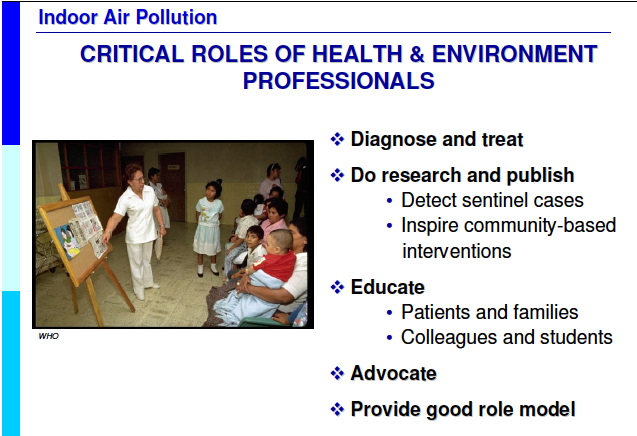 Indoor Air Pollution
CRITICAL ROLES OF HEALTH & ENVIRONMENT
PROFESSIONALS
❖ Diagnose and treat
❖ Do research and publish
• Detect sentinel cases
• Inspire community-based
interventions
❖ Educate
• Patients and families
• Colleagues and students
❖ Advocate
❖ Provide good role model
WHO